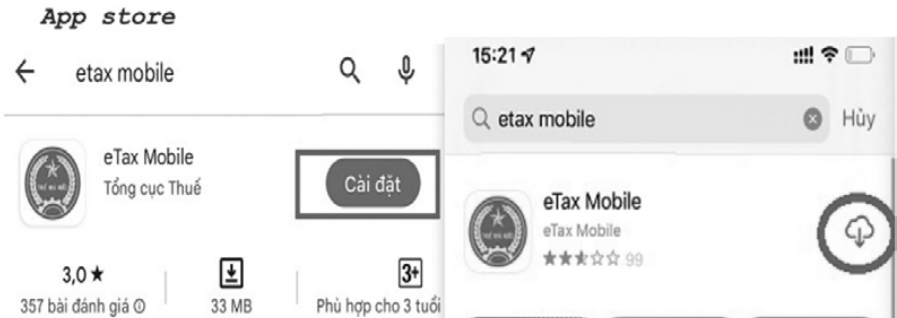 App store
etax mobile
eTax Mobile
Tổng cục Thuế
Cài đặt
3,0 ★
357 bài đánh giá
33 MB
3+
Phù hợp cho 3 tuổi
15:21
etax mobile
Hủy
eTax Mobile
eTax Mobile
★★★☆☆ 99